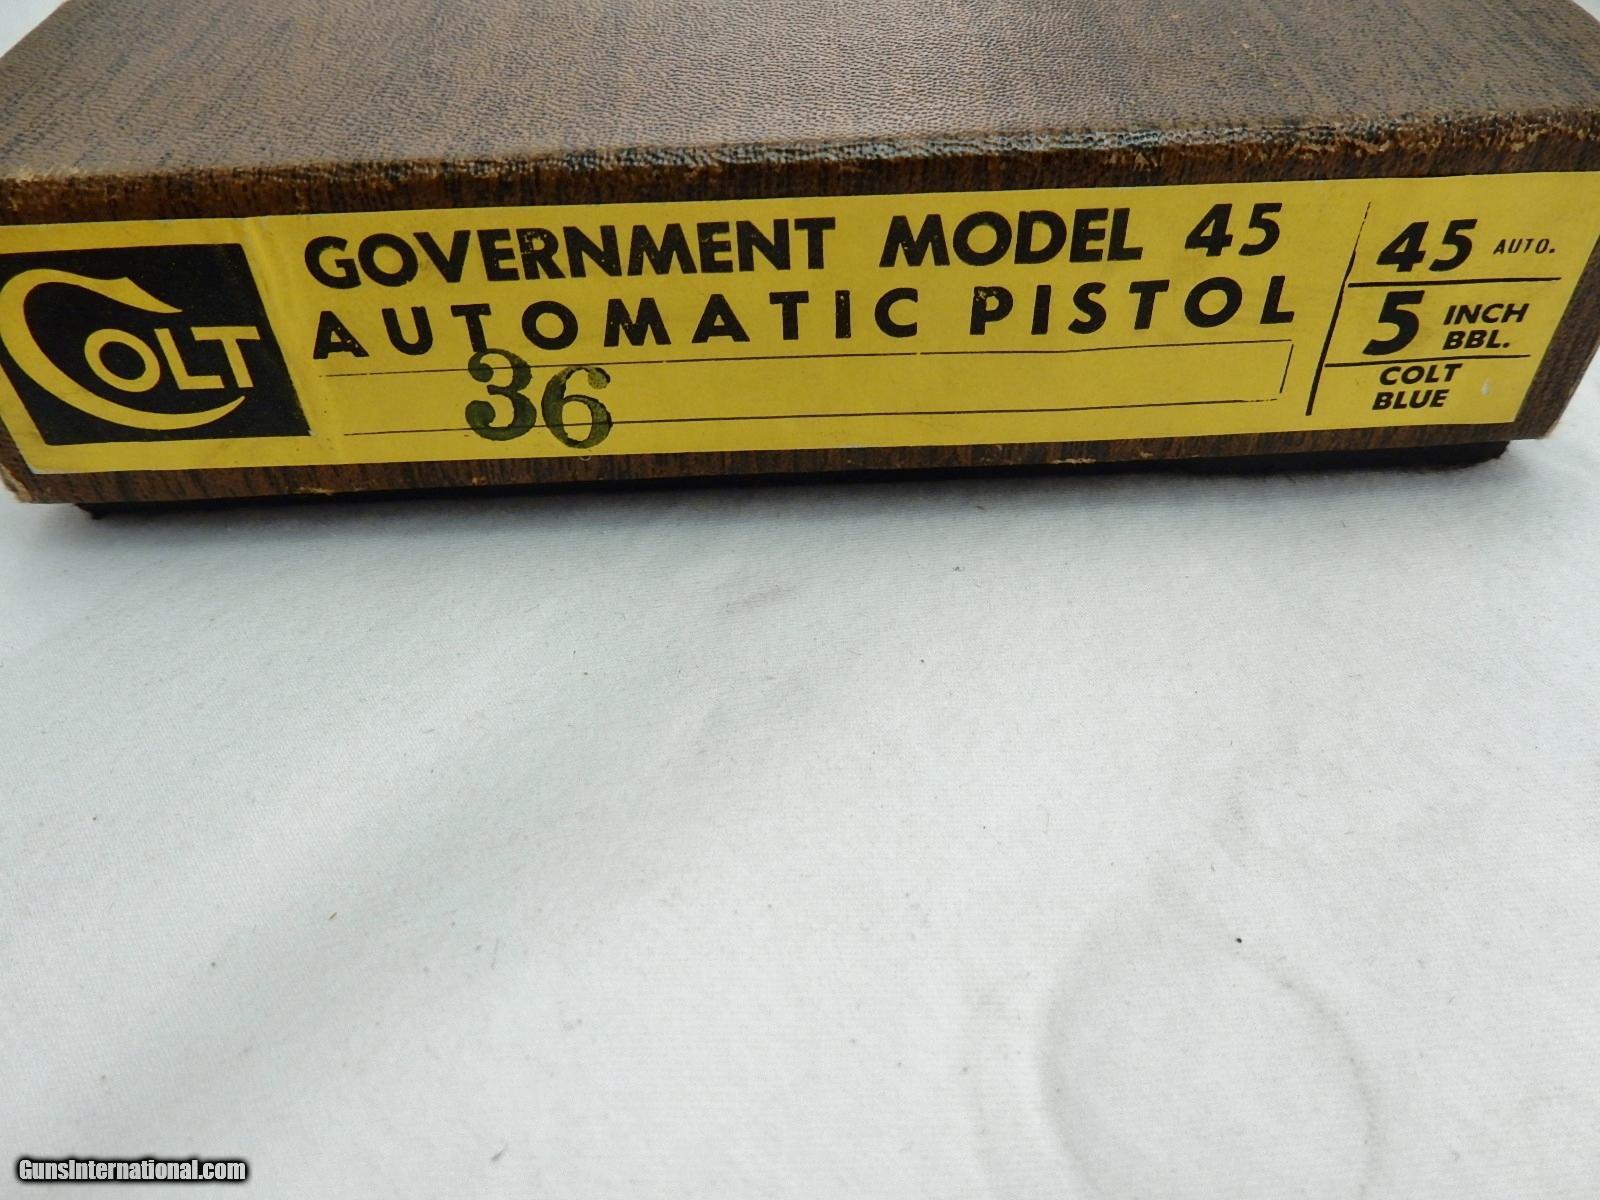 COLT
GOVERNMENT MODEL 45
AUTOMATIC PISTOL
36
45 AUTO.
5 INCH BBL.
COLT
BLUE
GunsInternational.com